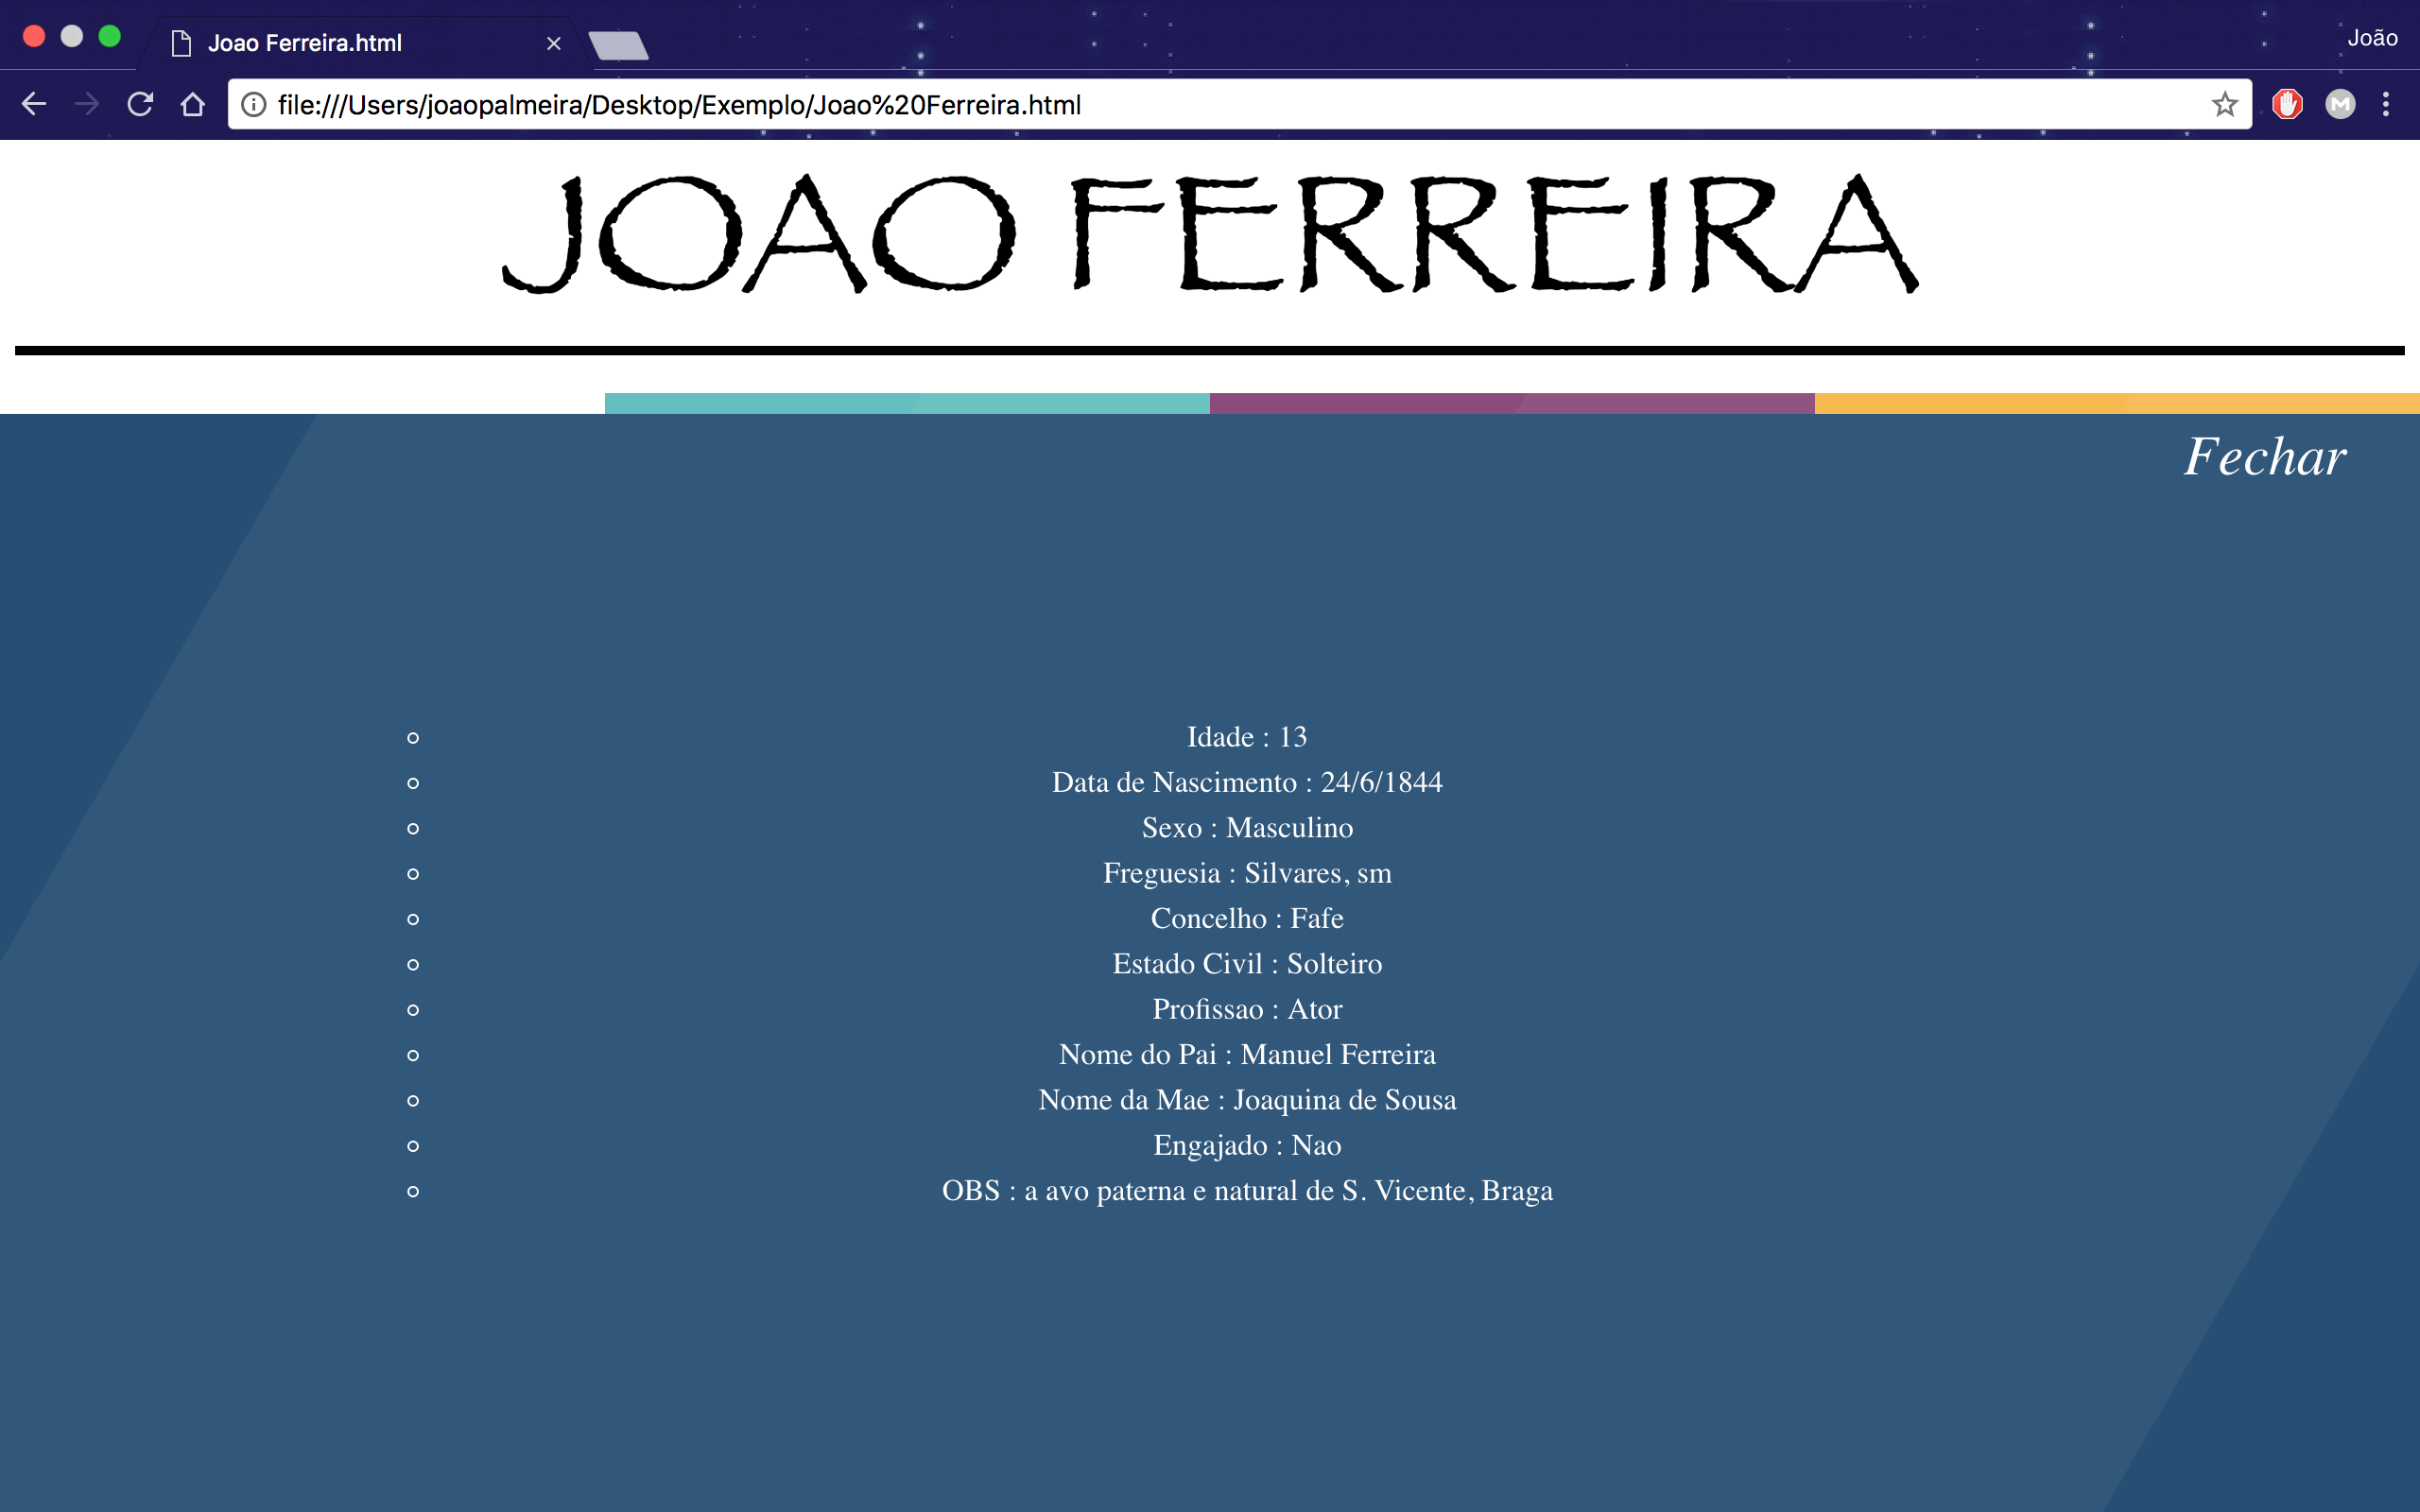 Joao Ferreira.html
João
file:///Users/joaopalmeira/Desktop/Exemplo/Joao%20Ferreira.html
JOAO FERREIRA
Fechar
Idade : 13
Data de Nascimento : 24/6/1844
Sexo : Masculino
Freguesia : Silvares, sm
Concelho : Fafe
Estado Civil : Solteiro
Profissao : Ator
Nome do Pai : Manuel Ferreira
Nome da Mae : Joaquina de Sousa
Engajado : Nao
OBS : a avo paterna e natural de S. Vicente, Braga